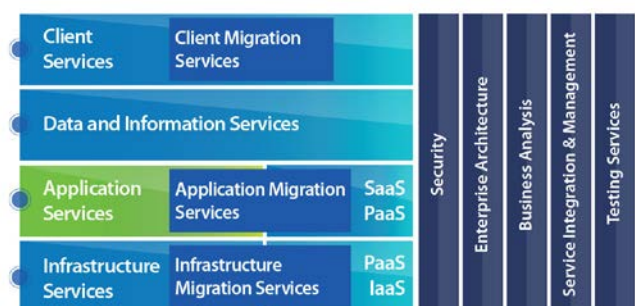 Client
Services
Client Migration
Services
Data and Information Services
Application
Services
Application Migration
Services
SaaS
PaaS
Infrastructure
Services
Infrastructure
Migration Services
PaaS
IaaS
Security
Enterprise Architecture
Business Analysis
Service Integration & Management
Testing Services